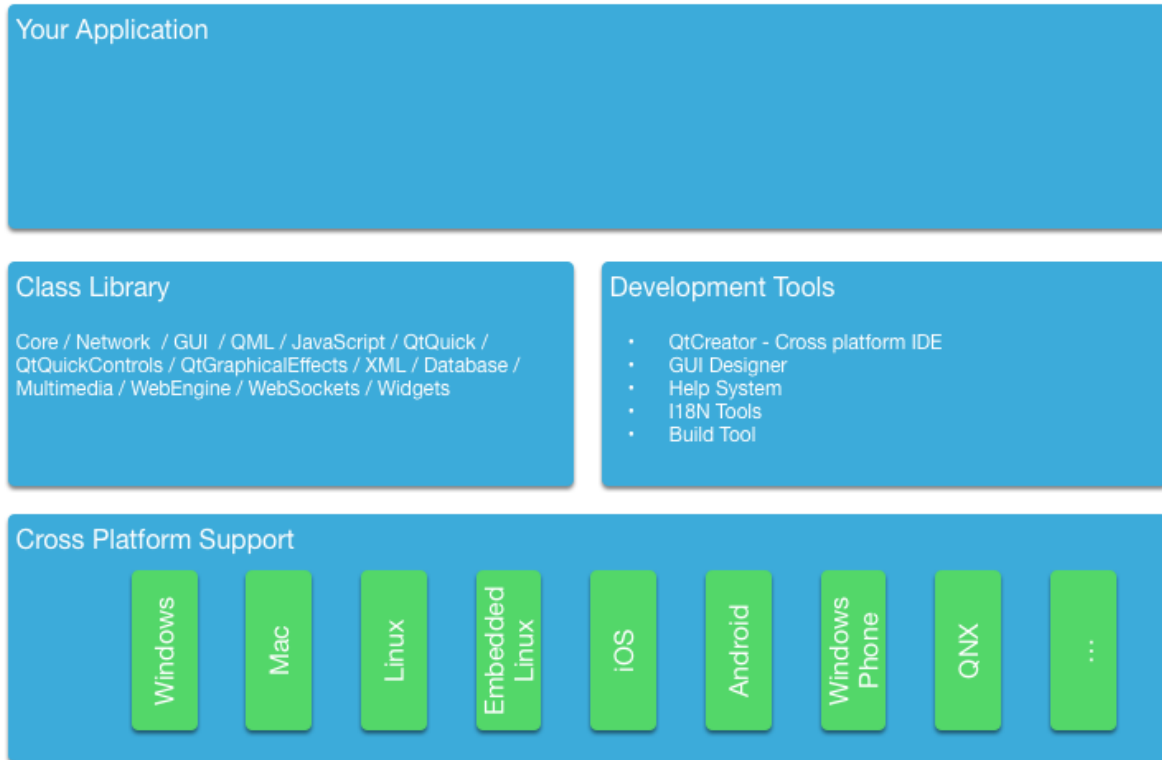 Your Application
Class Library
Core / Network  / GUI  / QML / JavaScript / QtQuick /
QtQuickControls / QtGraphicalEffects / XML / Database /
Multimedia / WebEngine / WebSockets / Widgets
Development Tools
• QtCreator - Cross platform IDE
• GUI Designer
• Help System
• I18N Tools
• Build Tool
Cross Platform Support
Windows
Mac
Linux
Embedded
Linux
iOS
Android
Windows
Phone
QNX
...